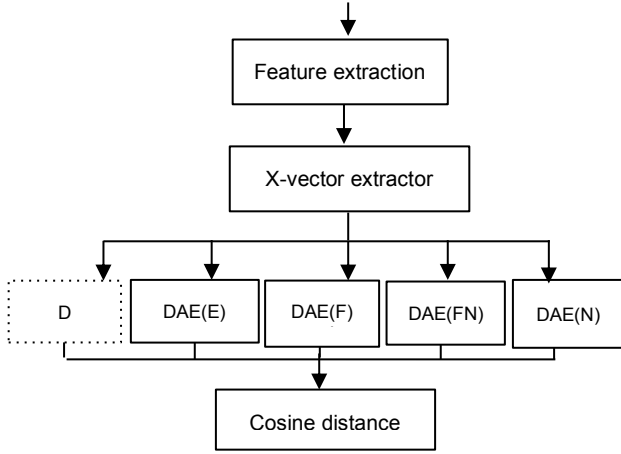 Feature extraction
X-vector extractor
D
DAE(E)
DAE(F)
DAE(FN)
DAE(N)
Cosine distance